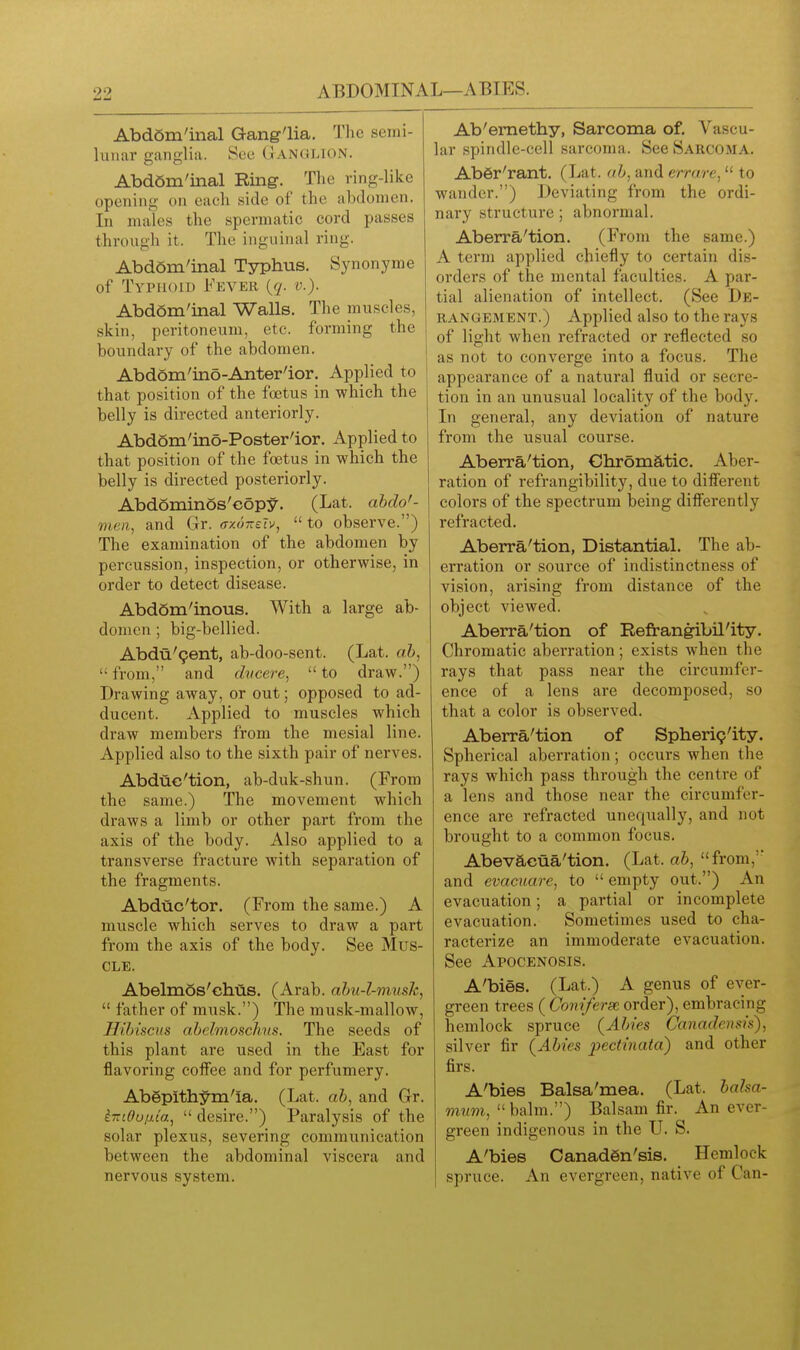 22
ABDOMINAL—ABIES.
Abdŏm'inal Gang'lia. The semi-
lunar ganglia. See Ganglion.
Abdŏm'inal Ring. The ring-like
opening on each side of the abdomen.
In males the spermatic cord passes
through it. The inguinal ring.
Abdŏm'inal Typhus. Synonyme
of Typhoid Fever (q. v.).
Abdŏm'inal Walls. The muscles,
skin, peritoneum, etc. forming the
boundary of the abdomen.
Abdŏm'inō-Anter'ior. Applied to
that position of the fœtus in which the
belly is directed anteriorly.
Abdŏm'inō-Poster'ior. Applied to
that position of the fœtus in which the
belly is directed posteriorly.
Abdŏminŏs'eōpy̆. (Lat. abdo'-
men, and Gr. σχόπεῖν, “to observe.”)
The examination of the abdomen by
percussion, inspection, or otherwise, in
order to detect disease.
Abdŏm'inous. With a large ab-
domen; big-bellied.
Abdū'çent, ab-doo-sent. (Lat. ab,
“from,” and ducere, “to draw.”)
Drawing away, or out; opposed to ad-
ducent. Applied to muscles which
draw members from the mesial line.
Applied also to the sixth pair of nerves.
Abdŭc'tion, ab-duk-shun. (From
the same.) The movement which
draws a limb or other part from the
axis of the body. Also applied to a
transverse fracture with separation of
the fragments.
Abdŭc'tor. (From the same.) A
muscle which serves to draw a part
from the axis of the body. See Mus-
cle.
Abelmŏs'chŭs. (Arab. abu-l-musk,
“father of musk.”) The musk-mallow,
Hibiscus abelmoschus. The seeds of
this plant are used in the East for
flavoring coffee and for perfumery.
Abĕpĭthy̆m'ĭa. (Lat. ab, and Gr.
ἐπιθυμία, “desire.”) Paralysis of the
solar plexus, severing communication
between the abdominal viscera and
nervous system.
Ab'ernethy, Sarcoma of. Vascu-
lar spindle-cell sarcoma. See Sarcoma.
Abĕr'rant. (Lat. ab, and errare, “to
wander.”) Deviating from the ordi-
nary structure; abnormal.
Aberrā'tion. (From the same.)
A term applied chiefly to certain dis-
orders of the mental faculties. A par-
tial alienation of intellect. (See De-
rangement.) Applied also to the rays
of light when refracted or reflected so
as not to converge into a focus. The
appearance of a natural fluid or secre-
tion in an unusual locality of the body.
In general, any deviation of nature
from the usual course.
Aberrā'tion, Chrōmătic. Aber-
ration of refrangibility, due to different
colors of the spectrum being differently
refracted.
Aberrā'tion, Distantial. The ab-
erration or source of indistinctness of
vision, arising from distance of the
object viewed.
Aberrā'tion of Refrangibil'ity.
Chromatic aberration; exists when the
rays that pass near the circumfer-
ence of a lens are decomposed, so
that a color is observed.
Aberrā'tion of Spheriç'ity.
Spherical aberration; occurs when the
rays which pass through the centre of
a lens and those near the circumfer-
ence are refracted unequally, and not
brought to a common focus.
Abevăcūā'tion. (Lat. ab, “from,”
and evacuare, to “empty out.”) An
evacuation; a partial or incomplete
evacuation. Sometimes used to cha-
racterize an immoderate evacuation.
See Apocenosis.
A'biēs. (Lat.) A genus of ever-
green trees (Coniferæ order), embracing
hemlock spruce (Abies Canadensis),
silver fir (Abies pectinata) and other
firs.
A'bies Balsa'mea. (Lat. balsa-
mum, “balm.”) Balsam fir. An ever-
green indigenous in the U. S.
A'bies Canadĕn'sis. Hemlock
spruce. An evergreen, native of Can-